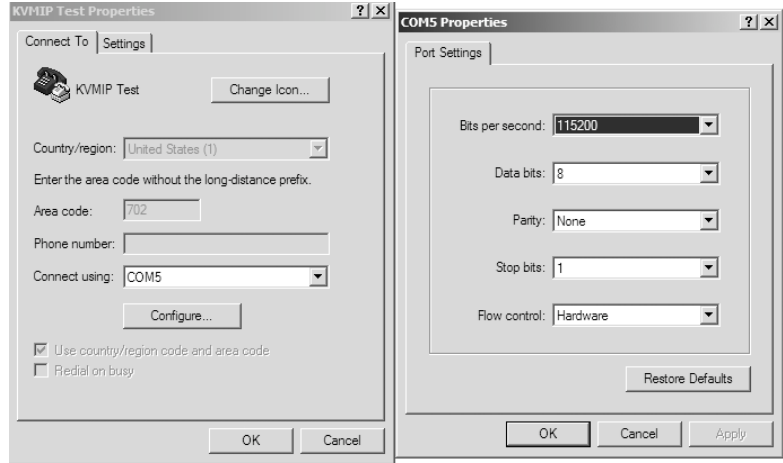 KVMIP Test Properties
Connect To Settings
KVMIP Test
Change Icon...
Country/region: United States (1)
Enter the area code without the long-distance prefix.
Area code: 702
Phone number:
Connect using: COM5
Configure...
Use country/region code and area code
Redial on busy
OK Cancel
COM5 Properties
Port Settings
Bits per second: 115200
Data bits: 8
Parity: None
Stop bits: 1
Flow control: Hardware
Restore Defaults
OK Cancel Apply